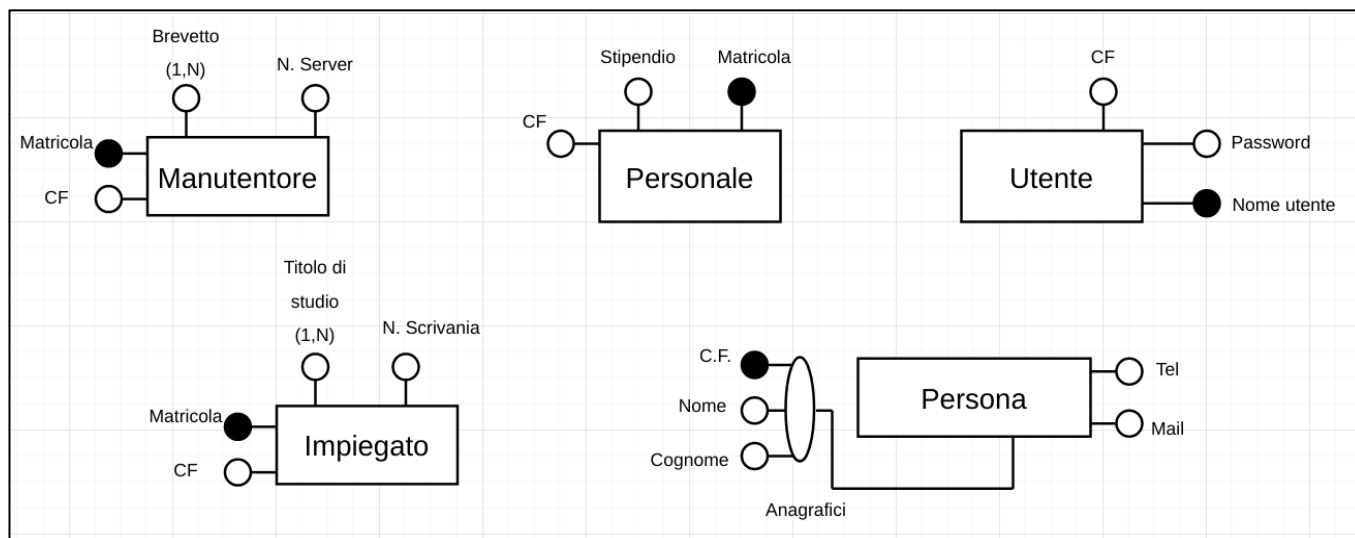 Brevetto
(1,N)
N. Server
Matricola
CF
Manutentore
Stipendio
Matricola
CF
Personale
CF
Password
Nome utente
Utente
Titolo di
studio
(1,N)
N. Scrivania
Matricola
CF
Impiegato
C.F.
Nome
Cognome
Anagrafici
Persona
Tel
Mail